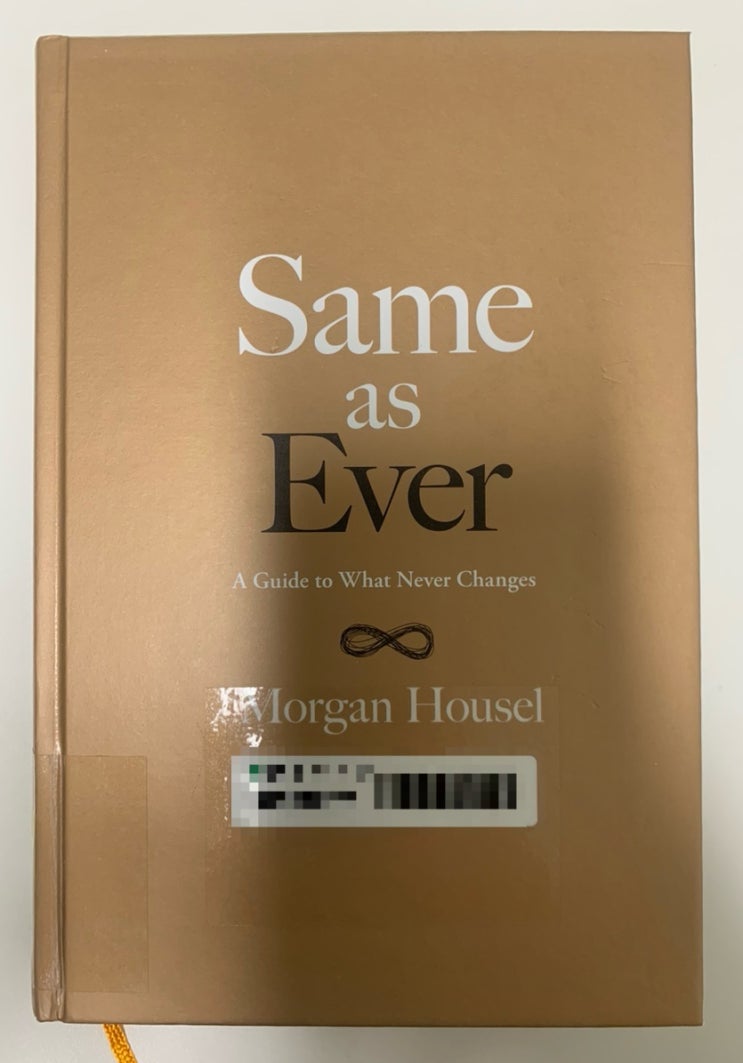 Same
as
Ever
A Guide to What Never Changes
Morgan Housel